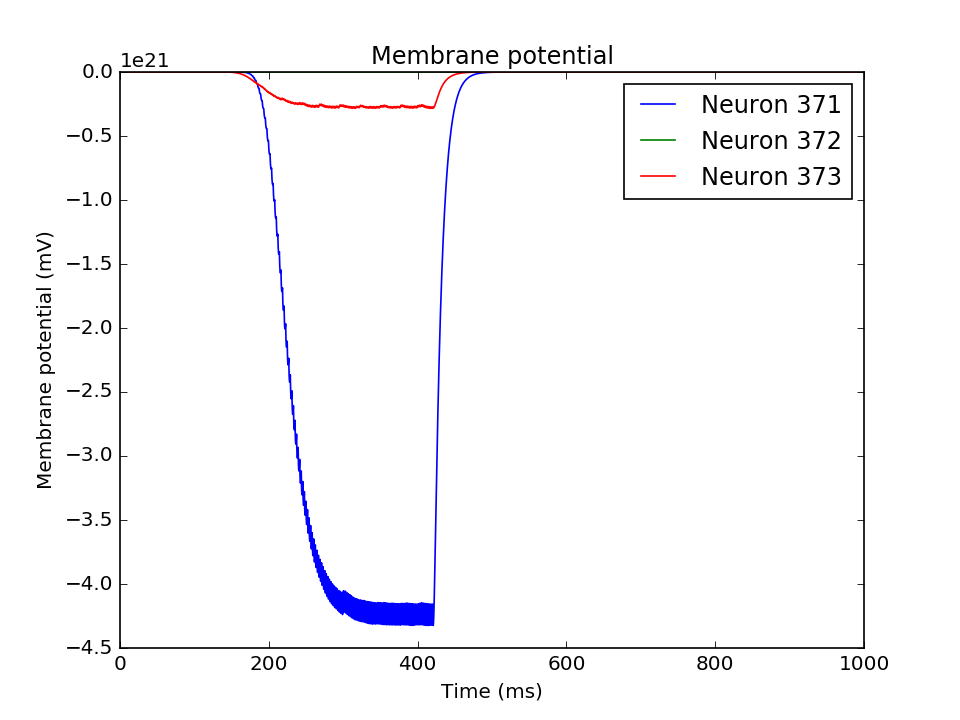 Membrane potential
1e21
0.0
−0.5
−1.0
−1.5
−2.0
−2.5
−3.0
−3.5
−4.0
−4.5
Membrane potential (mV)
Neuron 371
Neuron 372
Neuron 373
0 200 400 600 800 1000
Time (ms)